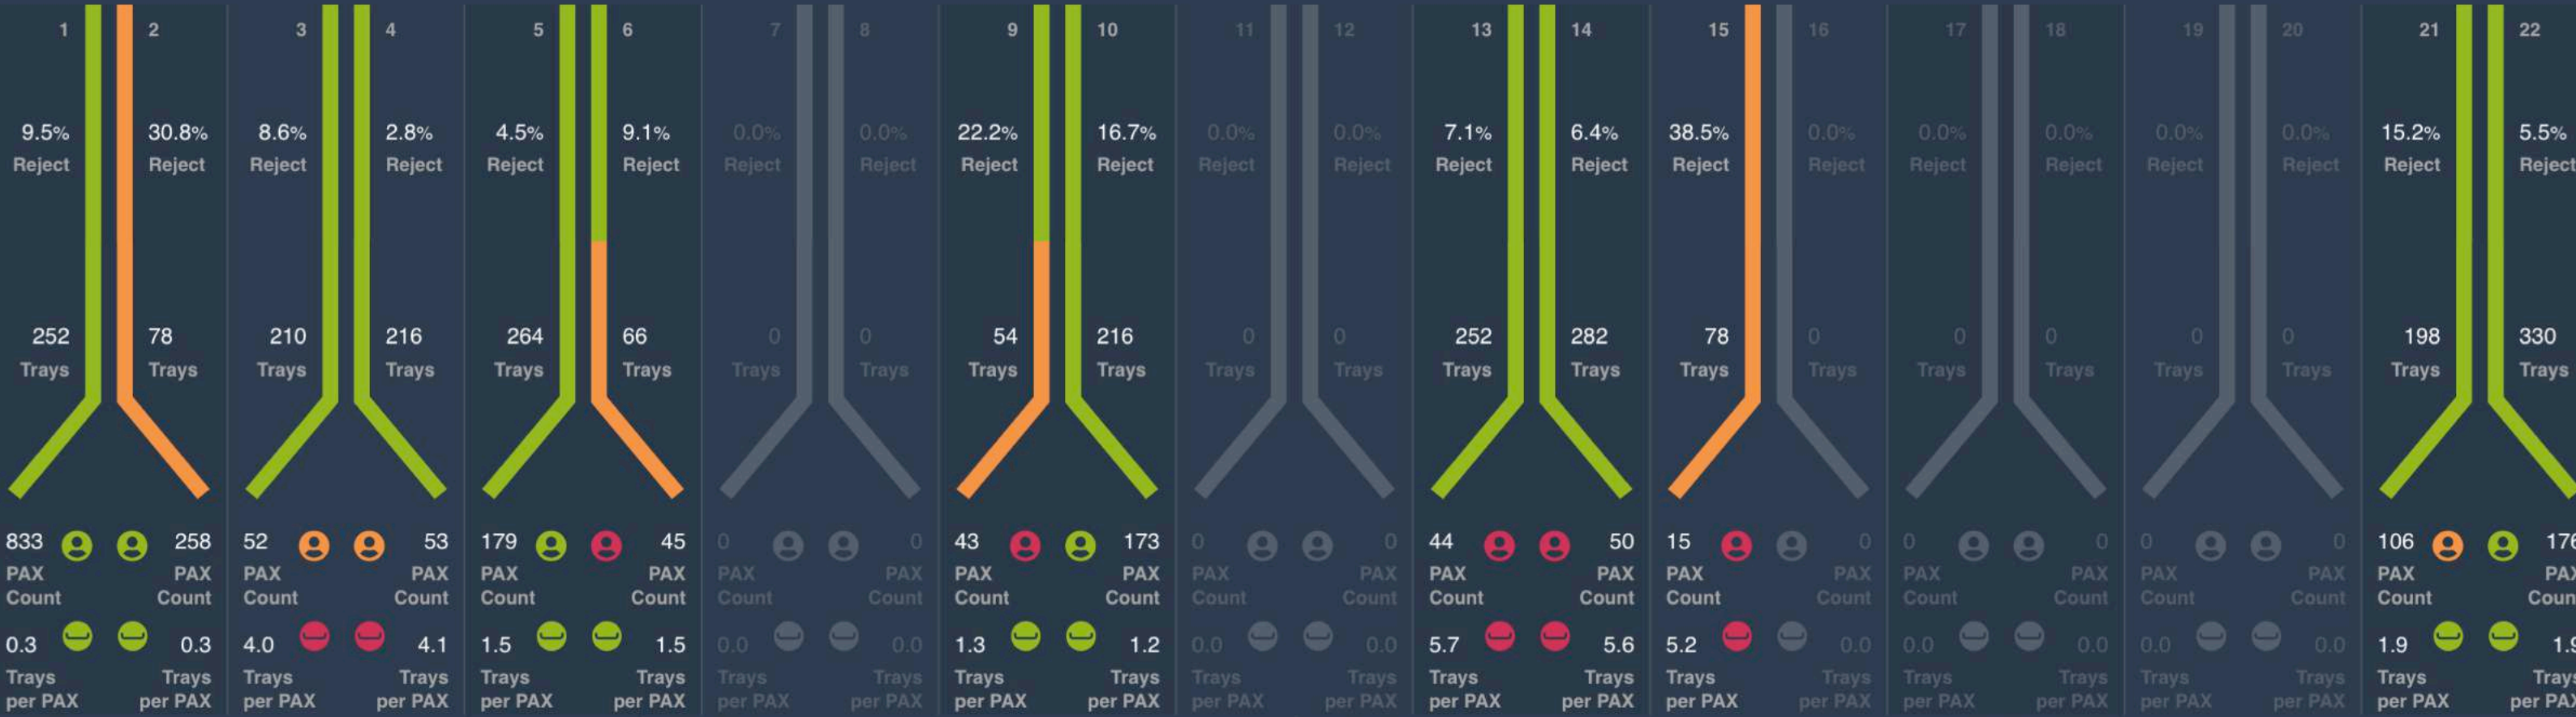 1 2 3 4 5 6 7 8 9 10 11 12 13 14 15 16 17 18 19 20 21 22
9.5% 30.8% 8.6% 2.8% 4.5% 9.1% 0.0% 0.0% 22.2% 16.7% 0.0% 0.0% 7.1% 6.4% 38.5% 0.0% 0.0% 0.0% 0.0% 0.0% 15.2% 5.5%
Reject Reject Reject Reject Reject Reject Reject Reject Reject Reject Reject Reject Reject Reject Reject Reject Reject Reject Reject Reject Reject Reject
252 78 210 216 264 66 0 0 54 216 0 0 252 282 78 0 0 0 0 0 198 330
Trays Trays Trays Trays Trays Trays Trays Trays Trays Trays Trays Trays Trays Trays Trays Trays Trays Trays Trays Trays Trays Trays
833 258 52 53 179 45 0 0 43 173 0 0 44 50 15 0 0 0 0 0 106 176
PAX PAX PAX PAX PAX PAX PAX PAX PAX PAX PAX PAX PAX PAX PAX PAX PAX PAX PAX PAX PAX PAX
Count Count Count Count Count Count Count Count Count Count Count Count Count Count Count Count Count Count Count Count Count Coun
0.3 0.3 4.0 4.1 1.5 1.5 0.0 0.0 1.3 1.2 0.0 0.0 5.7 5.6 5.2 0.0 0.0 0.0 0.0 0.0 1.9 1.9
Trays Trays Trays Trays Trays Trays Trays Trays Trays Trays Trays Trays Trays Trays Trays Trays Trays Trays Trays Trays Trays Trays
per PAX per PAX per PAX per PAX per PAX per PAX per PAX per PAX per PAX per PAX per PAX per PAX per PAX per PAX per PAX per PAX per PAX per PAX per PAX per PAX per PAX per PAX